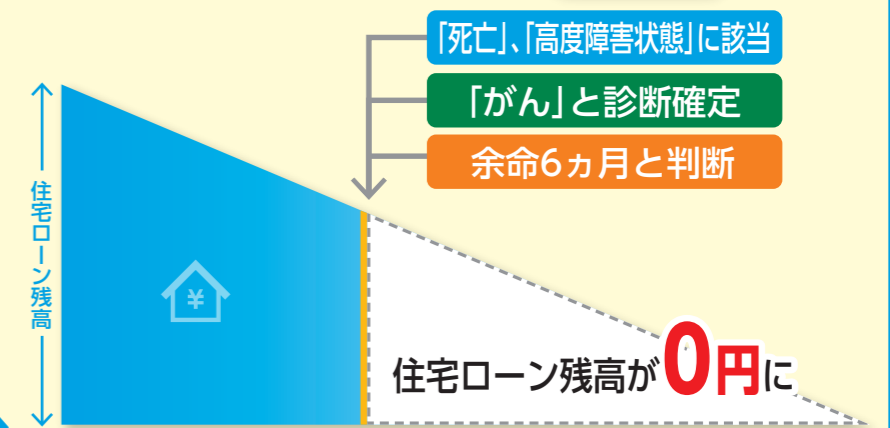 「死亡」、「高度障害状態」に該当
「がん」と診断確定
余命6ヵ月と判断
住宅ローン残高
¥
住宅ローン残高が0円に